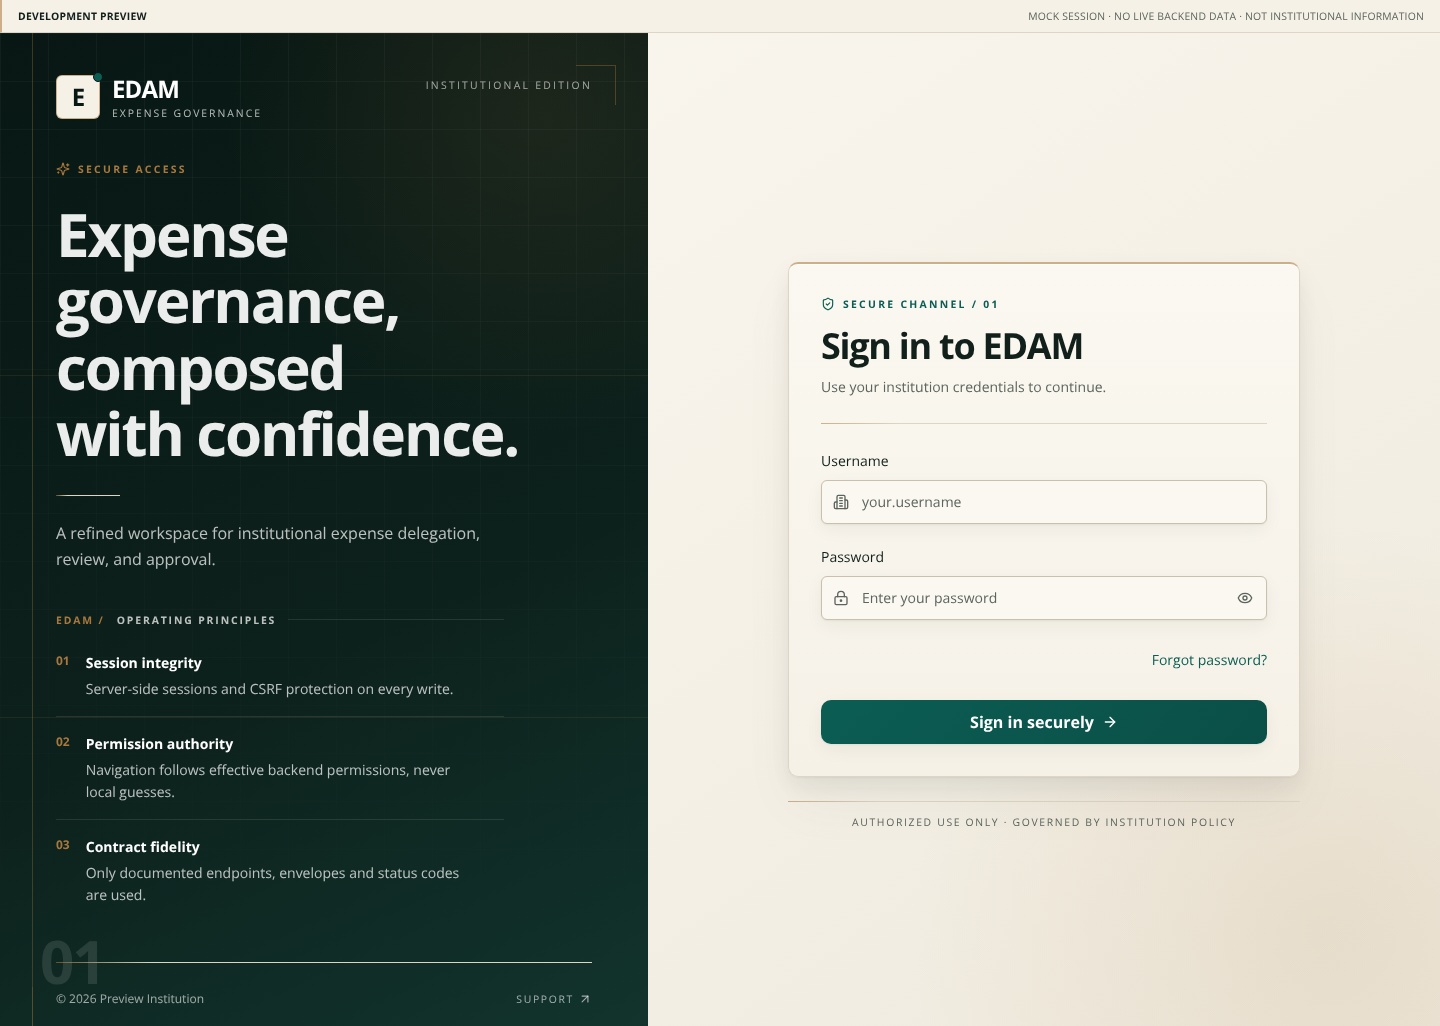 DEVELOPMENT PREVIEW
MOCK SESSION · NO LIVE BACKEND DATA · NOT INSTITUTIONAL INFORMATION
E
EDAM
EXPENSE GOVERNANCE
INSTITUTIONAL EDITION
SECURE ACCESS
Expense
governance,
composed
with confidence.
A refined workspace for institutional expense delegation,
review, and approval.
EDAM / OPERATING PRINCIPLES
01 Session integrity
Server-side sessions and CSRF protection on every write.
02 Permission authority
Navigation follows effective backend permissions, never
local guesses.
03 Contract fidelity
Only documented endpoints, envelopes and status codes
are used.
01
© 2026 Preview Institution
SUPPORT
SECURE CHANNEL / 01
Sign in to EDAM
Use your institution credentials to continue.
Username
your.username
Password
Enter your password
Forgot password?
Sign in securely
AUTHORIZED USE ONLY · GOVERNED BY INSTITUTION POLICY